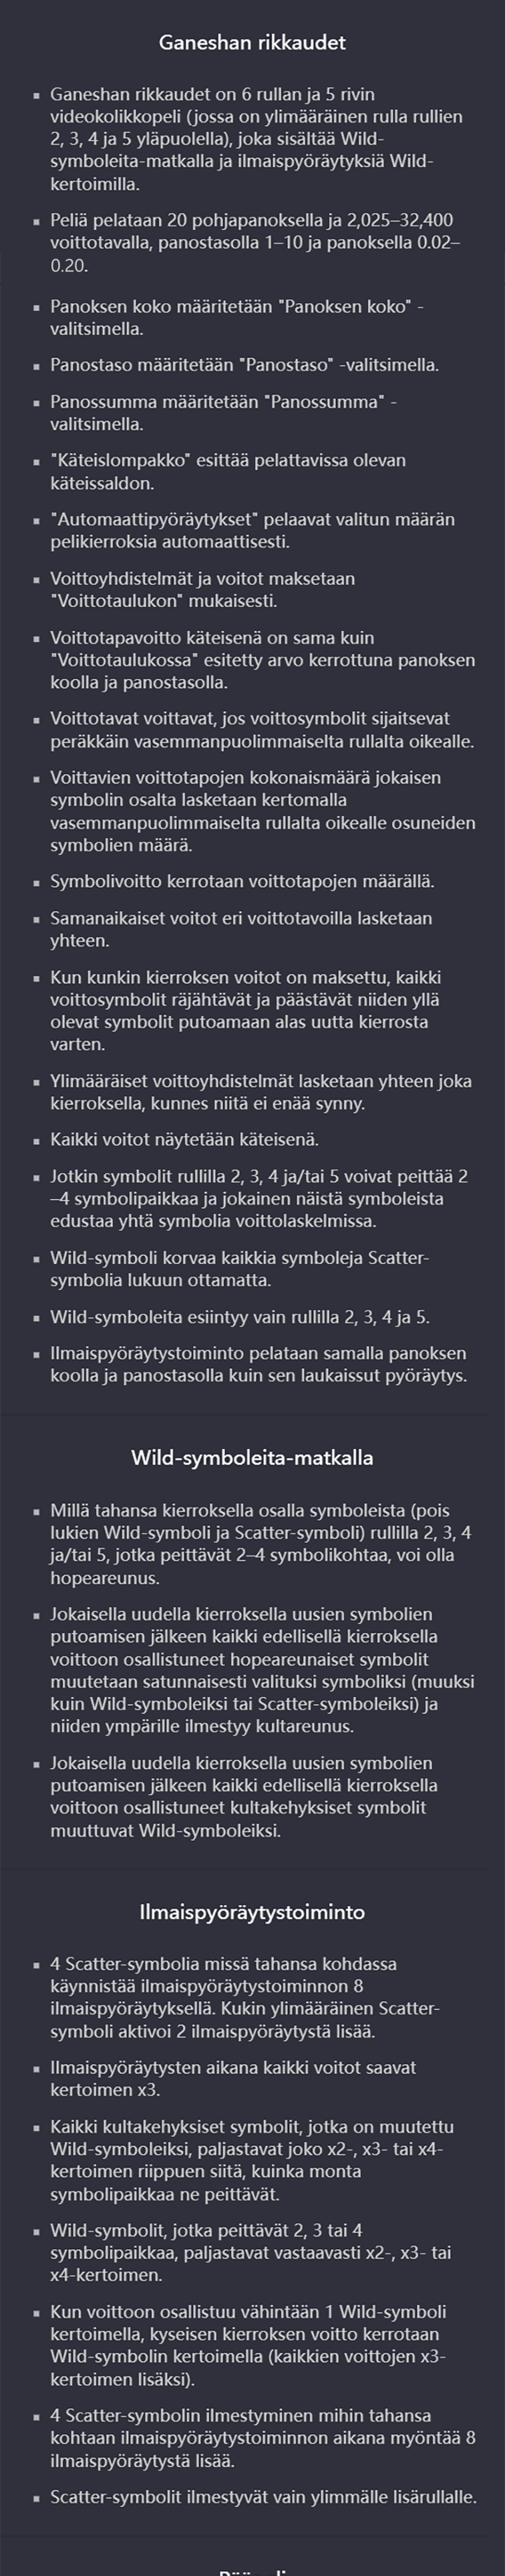 Ganeshan rikkaudet
▪ Ganeshan rikkaudet on 6 rullan ja 5 rivin
videokolikkopeli (jossa on ylimääräinen rulla rullien
2, 3, 4 ja 5 yläpuolella), joka sisältää Wild-
symboleita-matkalla ja ilmaispyöräytyksiä Wild-
kertoimilla.
▪ Peliä pelataan 20 pohjapanoksella ja 2,025–32,400
voittotavalla, panostasolla 1–10 ja panoksella 0.02–
0.20.
▪ Panoksen koko määritetään "Panoksen koko" -
valitsimella.
▪ Panostaso määritetään "Panostaso" -valitsimella.
▪ Panossumma määritetään "Panossumma" -
valitsimella.
▪ "Käteislompakko" esittää pelattavissa olevan
käteissaldon.
▪ "Automaattipyöräytykset" pelaavat valitun määrän
pelikierroksia automaattisesti.
▪ Voittoyhdistelmät ja voitot maksetaan
"Voittotaulukon" mukaisesti.
▪ Voittotapavoitto käteisenä on sama kuin
"Voittotaulukossa" esitetty arvo kerrottuna panoksen
koolla ja panostasolla.
▪ Voittotavat voittavat, jos voittosymbolit sijaitsevat
peräkkäin vasemmanpuolimmaiselta rullalta oikealle.
▪ Voittavien voittotapojen kokonaismäärä jokaisen
symbolin osalta lasketaan kertomalla
vasemmanpuolimmaiselta rullalta oikealle osuneiden
symbolien määrä.
▪ Symbolivoitto kerrotaan voittotapojen määrällä.
▪ Samanaikaiset voitot eri voittotavoilla lasketaan
yhteen.
▪ Kun kunkin kierroksen voitot on maksettu, kaikki
voittosymbolit räjähtävät ja päästävät niiden yllä
olevat symbolit putoamaan alas uutta kierrosta
varten.
▪ Ylimääräiset voittoyhdistelmät lasketaan yhteen joka
kierroksella, kunnes niitä ei enää synny.
▪ Kaikki voitot näytetään käteisenä.
▪ Jotkin symbolit rullilla 2, 3, 4 ja/tai 5 voivat peittää 2
–4 symbolipaikkaa ja jokainen näistä symboleista
edustaa yhtä symbolia voittolaskelmissa.
▪ Wild-symboli korvaa kaikkia symboleja Scatter-
symbolia lukuun ottamatta.
▪ Wild-symboleita esiintyy vain rullilla 2, 3, 4 ja 5.
▪ Ilmaispyöräytystoiminto pelataan samalla panoksen
koolla ja panostasolla kuin sen laukaissut pyöräytys.
Wild-symboleita-matkalla
▪ Millä tahansa kierroksella osalla symboleista (pois
lukien Wild-symboli ja Scatter-symboli) rullilla 2, 3, 4
ja/tai 5, jotka peittävät 2–4 symbolikohtaa, voi olla
hopeareunus.
▪ Jokaisella uudella kierroksella uusien symbolien
putoamisen jälkeen kaikki edellisellä kierroksella
voittoon osallistuneet hopeareunaiset symbolit
muutetaan satunnaisesti valituksi symboliksi (muuksi
kuin Wild-symboleiksi tai Scatter-symboleiksi) ja
niiden ympärille ilmestyy kultareunus.
▪ Jokaisella uudella kierroksella uusien symbolien
putoamisen jälkeen kaikki edellisellä kierroksella
voittoon osallistuneet kultakehyksiset symbolit
muuttuvat Wild-symboleiksi.
Ilmaispyöräytystoiminto
▪ 4 Scatter-symbolia missä tahansa kohdassa
käynnistää ilmaispyöräytystoiminnon 8
ilmaispyöräytyksellä. Kukin ylimääräinen Scatter-
symboli aktivoi 2 ilmaispyöräytystä lisää.
▪ Ilmaispyöräytysten aikana kaikki voitot saavat
kertoimen x3.
▪ Kaikki kultakehyksiset symbolit, jotka on muutettu
Wild-symboleiksi, paljastavat joko x2-, x3- tai x4-
kertoimen riippuen siitä, kuinka monta
symbolipaikkaa ne peittävät.
▪ Wild-symbolit, jotka peittävät 2, 3 tai 4
symbolipaikkaa, paljastavat vastaavasti x2-, x3- tai
x4-kertoimen.
▪ Kun voittoon osallistuu vähintään 1 Wild-symboli
kertoimella, kyseisen kierroksen voitto kerrotaan
Wild-symbolin kertoimella (kaikkien voittojen x3-
kertoimen lisäksi).
▪ 4 Scatter-symbolin ilmestyminen mihin tahansa
kohtaan ilmaispyöräytystoiminnon aikana myöntää 8
ilmaispyöräytystä lisää.
▪ Scatter-symbolit ilmestyvät vain ylimmälle lisärullalle.